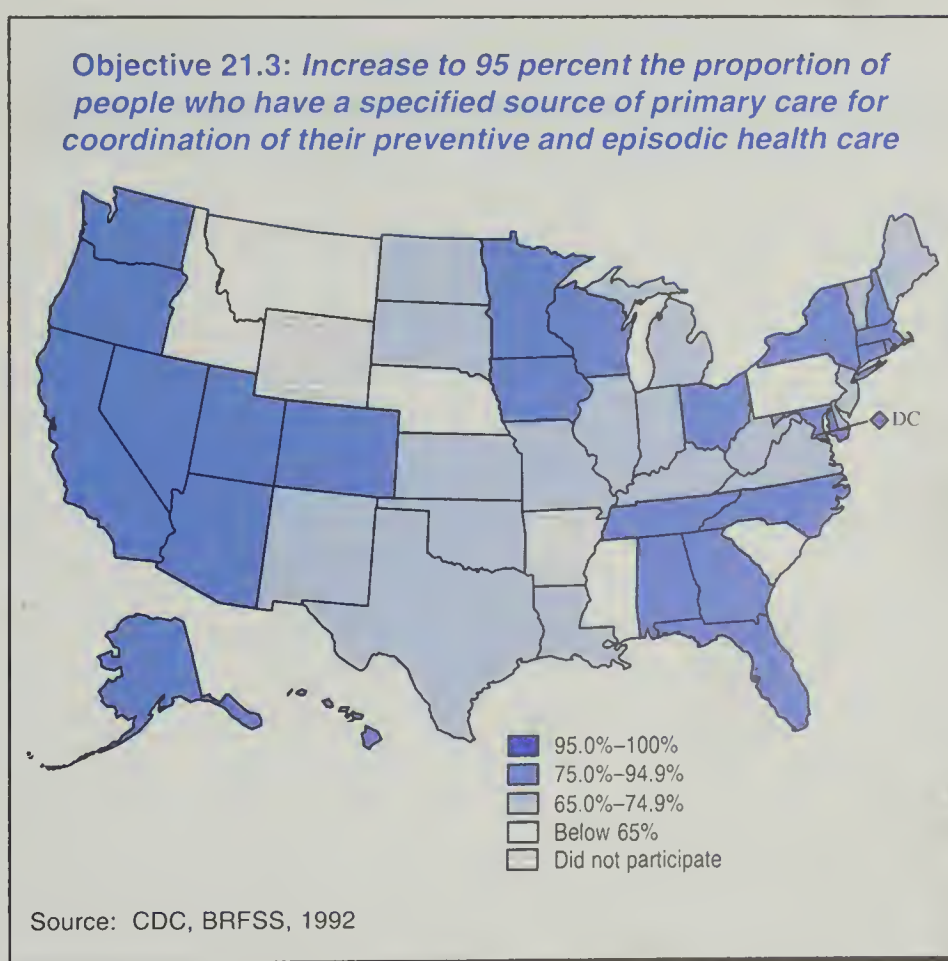 Objective 21.3: Increase to 95 percent the proportion of
people who have a specified source of primary care for
coordination of their preventive and episodic health care
DC
95.0%–100%
75.0%–94.9%
65.0%–74.9%
Below 65%
Did not participate
Source: CDC, BRFSS, 1992